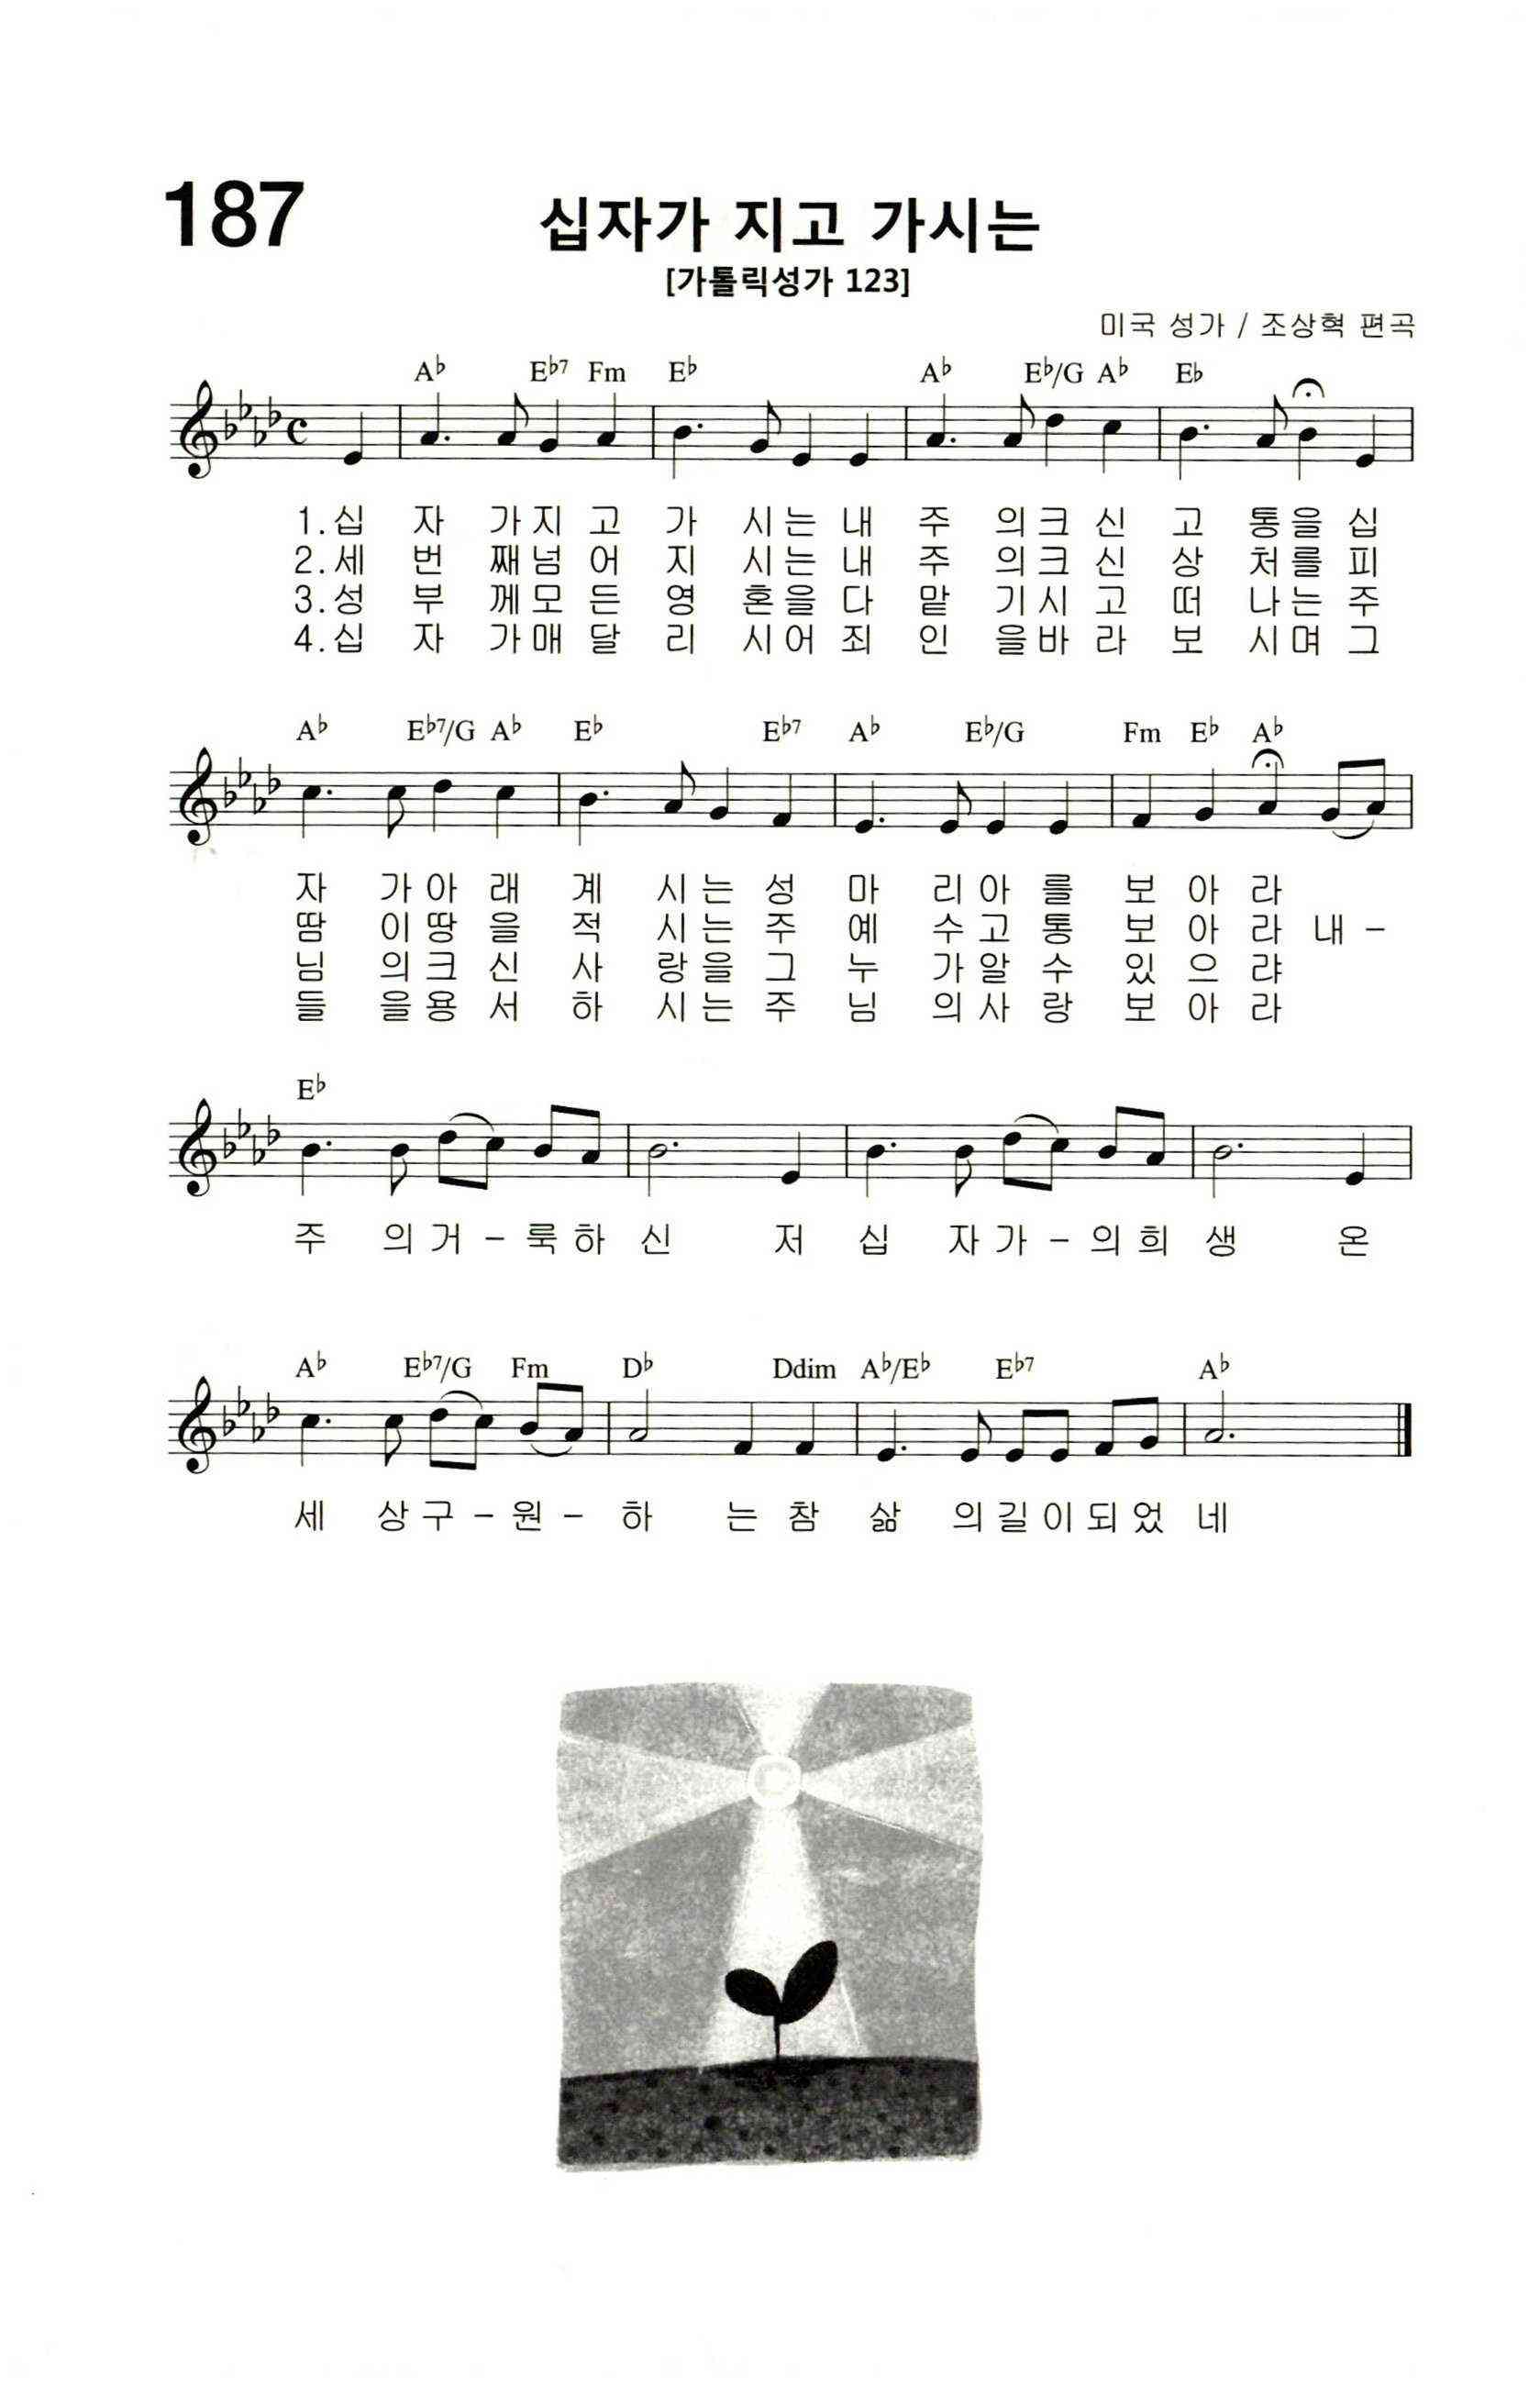 187
십자가 지고 가시는
[가톨릭성가 123]
미국 성가 / 조상혁 편곡
A♭ E♭7 Fm E♭ A♭ E♭/G A♭ E♭
1.십 자 가지 고 가 시는 내 주 의크 신 고 통을 십
2.세 번 째넘 어 지 시는 내 주 의크 신 상 처를 피
3.성 부 께모 든 영 혼을 다 맡 기시 고 떠 나는 주
4.십 자 가매 달 리 시어 죄 인 을바 라 보 시며 그
A♭ E♭7/G A♭ E♭ E♭7 A♭ E♭/G Fm E♭ A♭
자 가아 래 계 시는 성 마 리아 를 보 아 라
땀 이땅 을 적 시는 주 예 수고 통 보 아 라 내 -
님 의크 신 사 랑을 그 누 가알 수 있 으 랴
들 을용 서 하 시는 주 님 의사 랑 보 아 라
E♭
주 의거 - 룩하 신 저 십 자가 - 의희 생 온
A♭ E♭7/G Fm D♭ Ddim A♭/E♭ E♭7 A♭
세 상구 - 원 - 하 는 참 삶 의길이되었 네